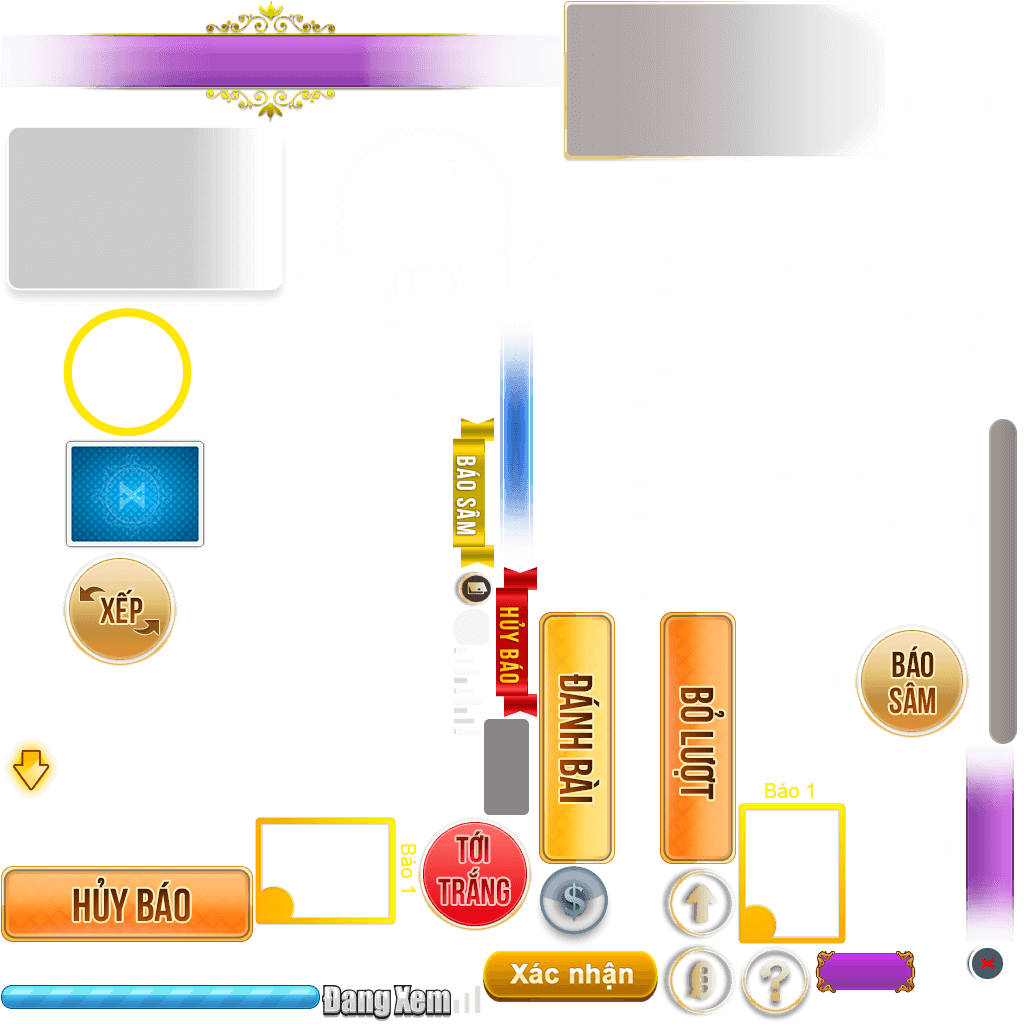 BÁO SÂM
XẾP
HỦY BÁO
ĐÁNH BÀI
BỎ LƯỢT
BÁO
SÂM
Báo 1
Báo 1
TỚI
TRẮNG
HỦY BÁO
$
Xác nhận
?
Đang Xem